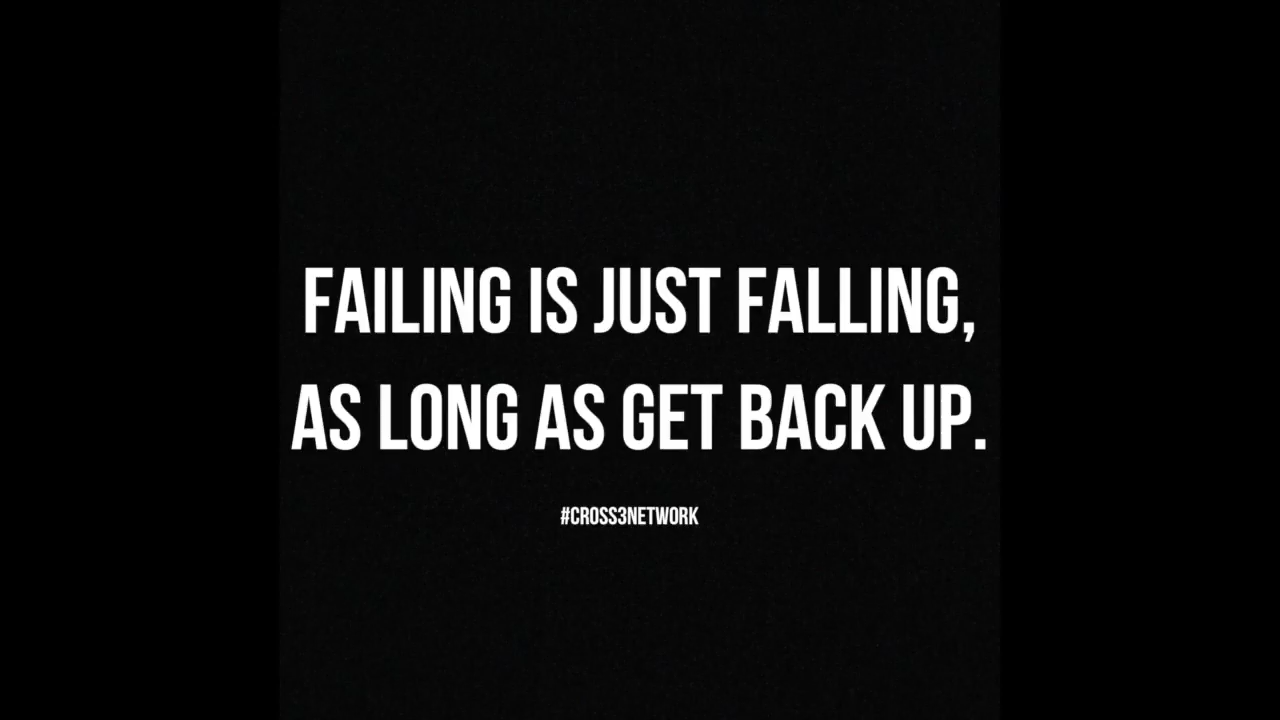 FAILING IS JUST FALLING,
AS LONG AS GET BACK UP.
#CROSS3NETWORK